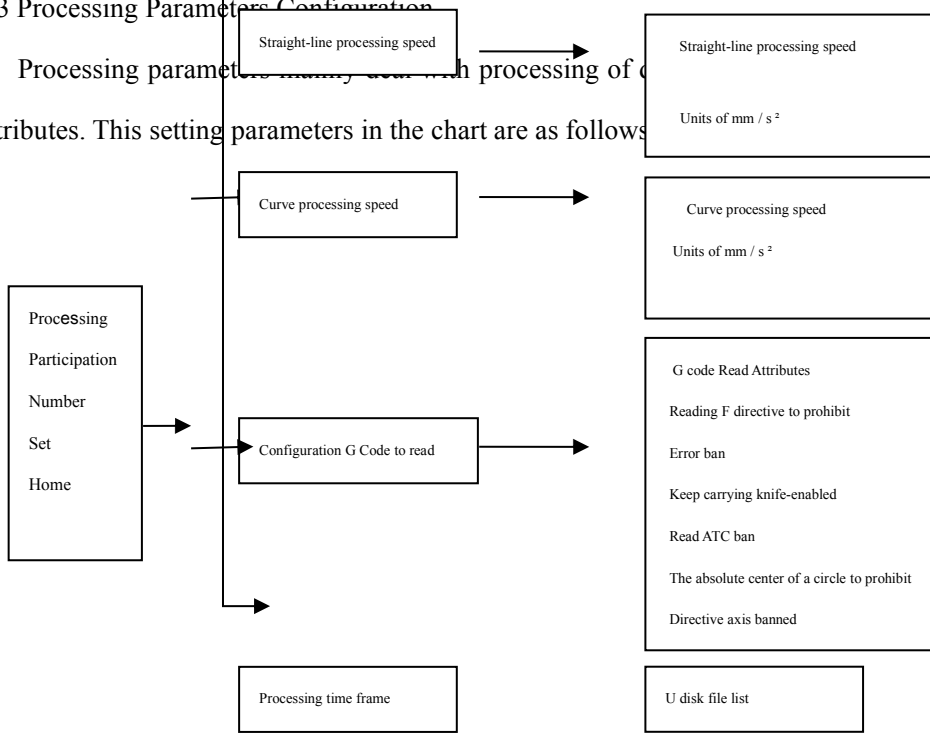 3 Processing Parameters Configuration
Straight-line processing speed
Straight-line processing speed
Processing parameters mainly deal with processing of
Units of mm / s ²
tributes. This setting parameters in the chart are as follows
Curve processing speed
Curve processing speed
Units of mm / s ²
Processing
Participation
Number
Set
Home
Configuration G Code to read
G code Read Attributes
Reading F directive to prohibit
Error ban
Keep carrying knife-enabled
Read ATC ban
The absolute center of a circle to prohibit
Directive axis banned
Processing time frame
U disk file list